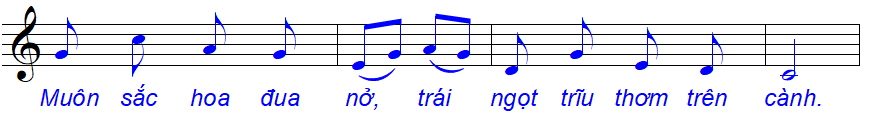 Muôn sắc hoa đua nở, trái ngọt trĩu thơm trên cành.